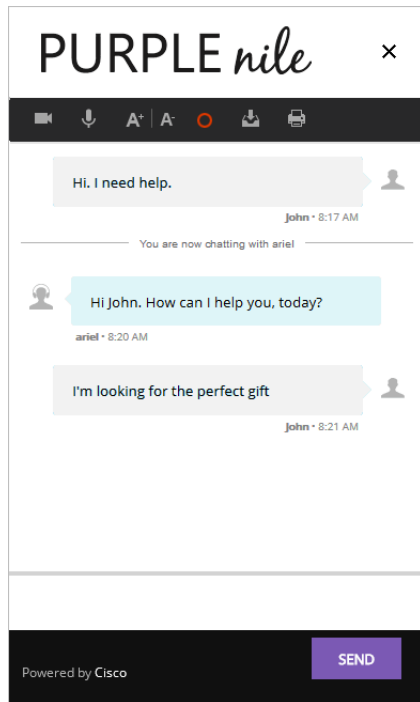 PURPLE nile
A+ | A-
Hi. I need help.
John • 8:17 AM
You are now chatting with ariel
Hi John. How can I help you, today?
ariel • 8:20 AM
I'm looking for the perfect gift
John • 8:21 AM
SEND
Powered by Cisco